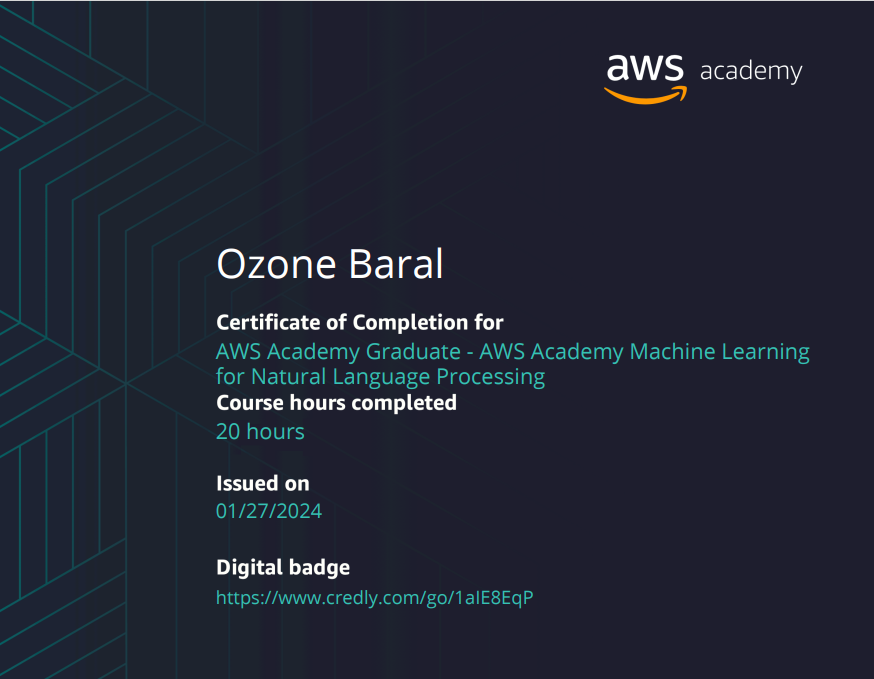 aws academy
Ozone Baral
Certificate of Completion for
AWS Academy Graduate - AWS Academy Machine Learning
for Natural Language Processing
Course hours completed
20 hours
Issued on
01/27/2024
Digital badge
https://www.credly.com/go/1aIE8EqP